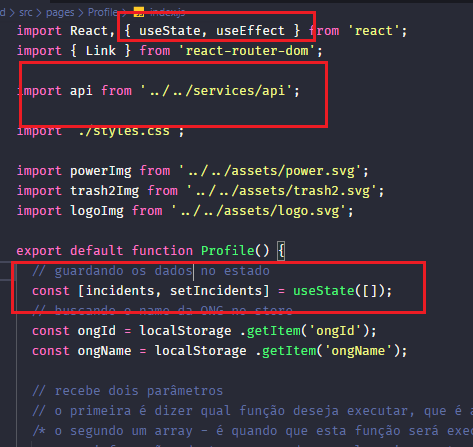 d > src > pages > Profile > index.js
import React, { useState, useEffect } from 'react';
import { Link } from 'react-router-dom';
import api from '../../services/api';
import './styles.css';
import powerImg from '../../assets/power.svg';
import trash2Img from '../../assets/trash2.svg';
import logoImg from '../../assets/logo.svg';
export default function Profile() {
// guardando os dados no estado
const [incidents, setIncidents] = useState([]);
// buscando o name da ONG no store
const ongId = localStorage .getItem('ongId');
const ongName = localStorage .getItem('ongName');
// recebe dois parâmetros
// o primeira é dizer qual função deseja executar, que é a
/* o segundo um array - é quando que esta função será exec